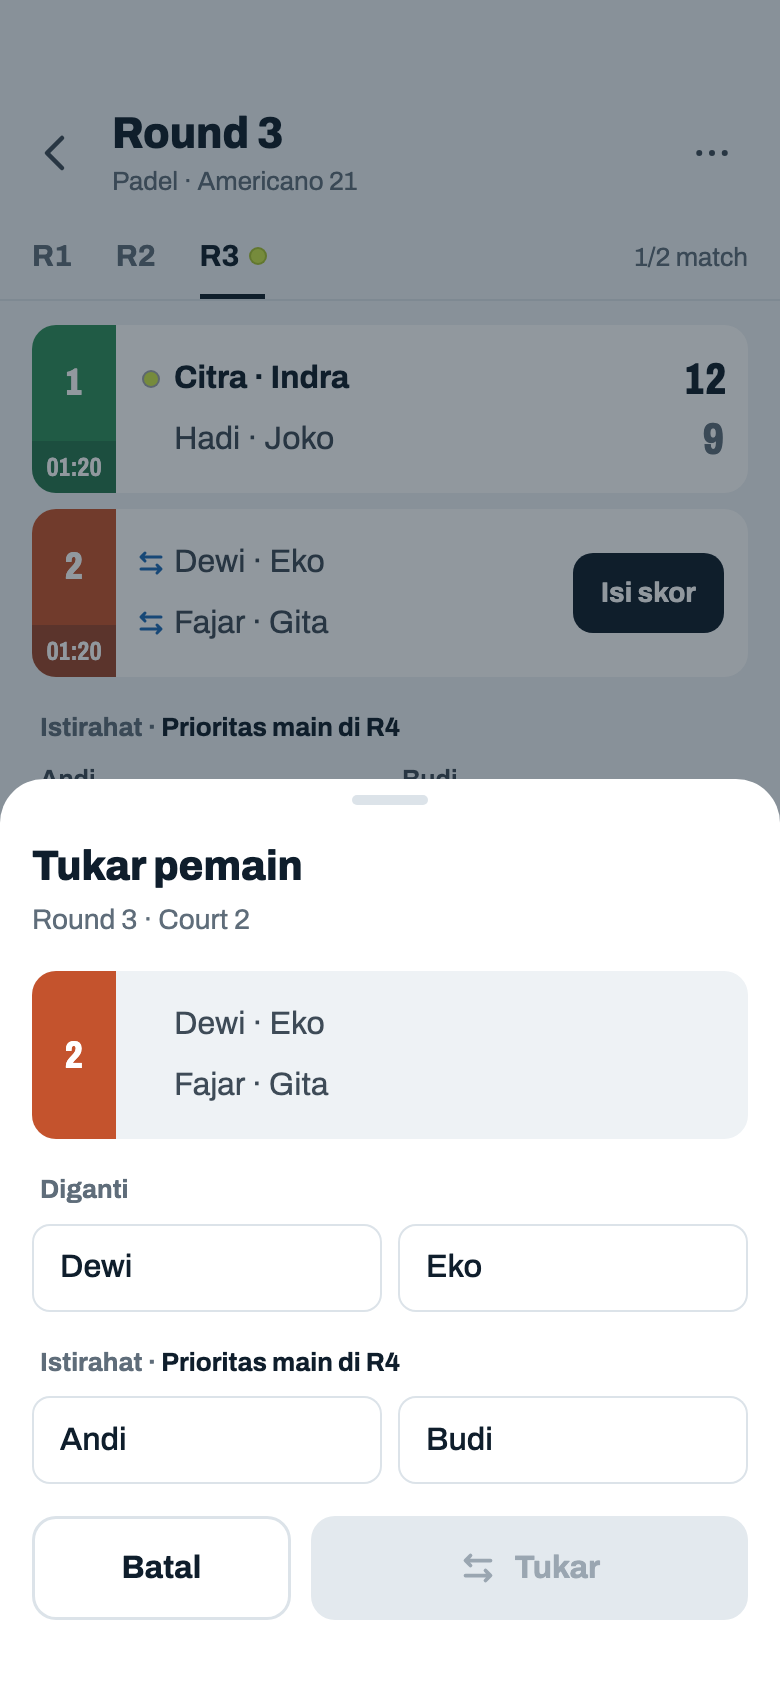 Round 3
Padel · Americano 21
R1 R2 R3 1/2 match
1 Citra · Indra 12
Hadi · Joko 9
01:20
2 Dewi · Eko
Fajar · Gita
Isi skor
01:20
Istirahat · Prioritas main di R4
Andi Budi
Tukar pemain
Round 3 · Court 2
2 Dewi · Eko
Fajar · Gita
Diganti
Dewi Eko
Istirahat · Prioritas main di R4
Andi Budi
Batal Tukar